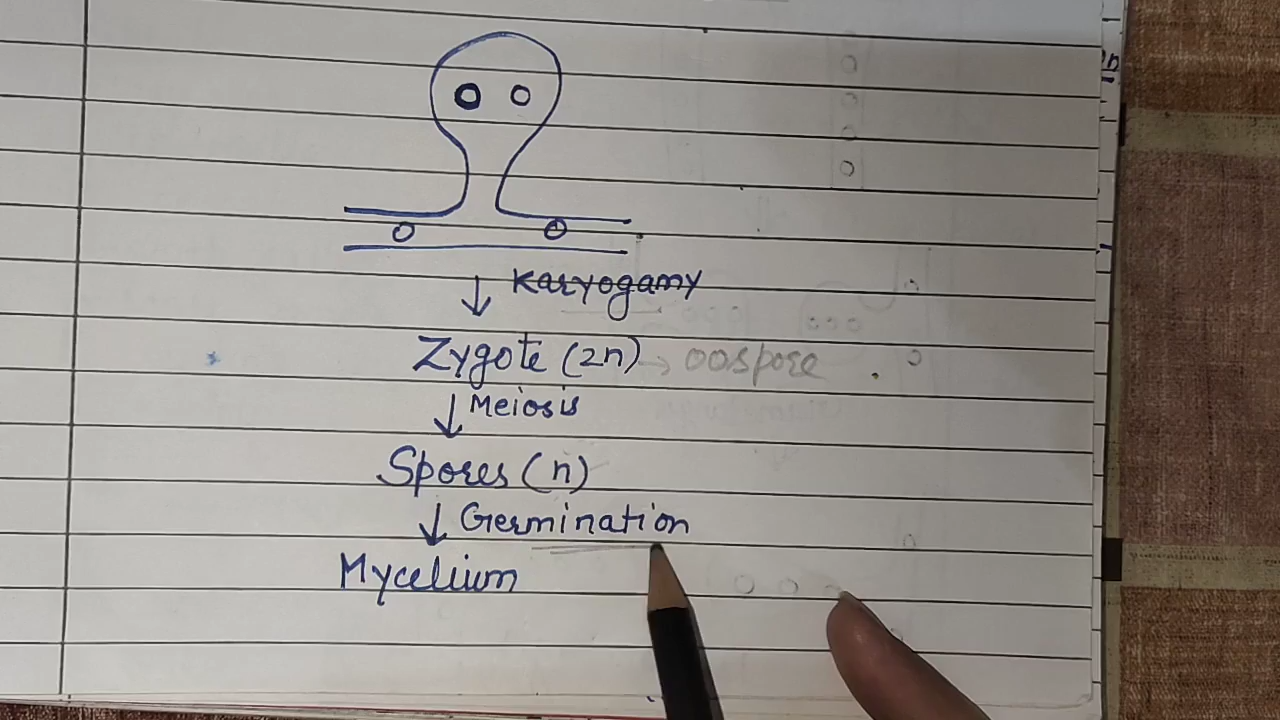 Karyogamy
Zygote (2n) → oospore
↓ Meiosis
Spores (n)
↓ Germination
Mycelium